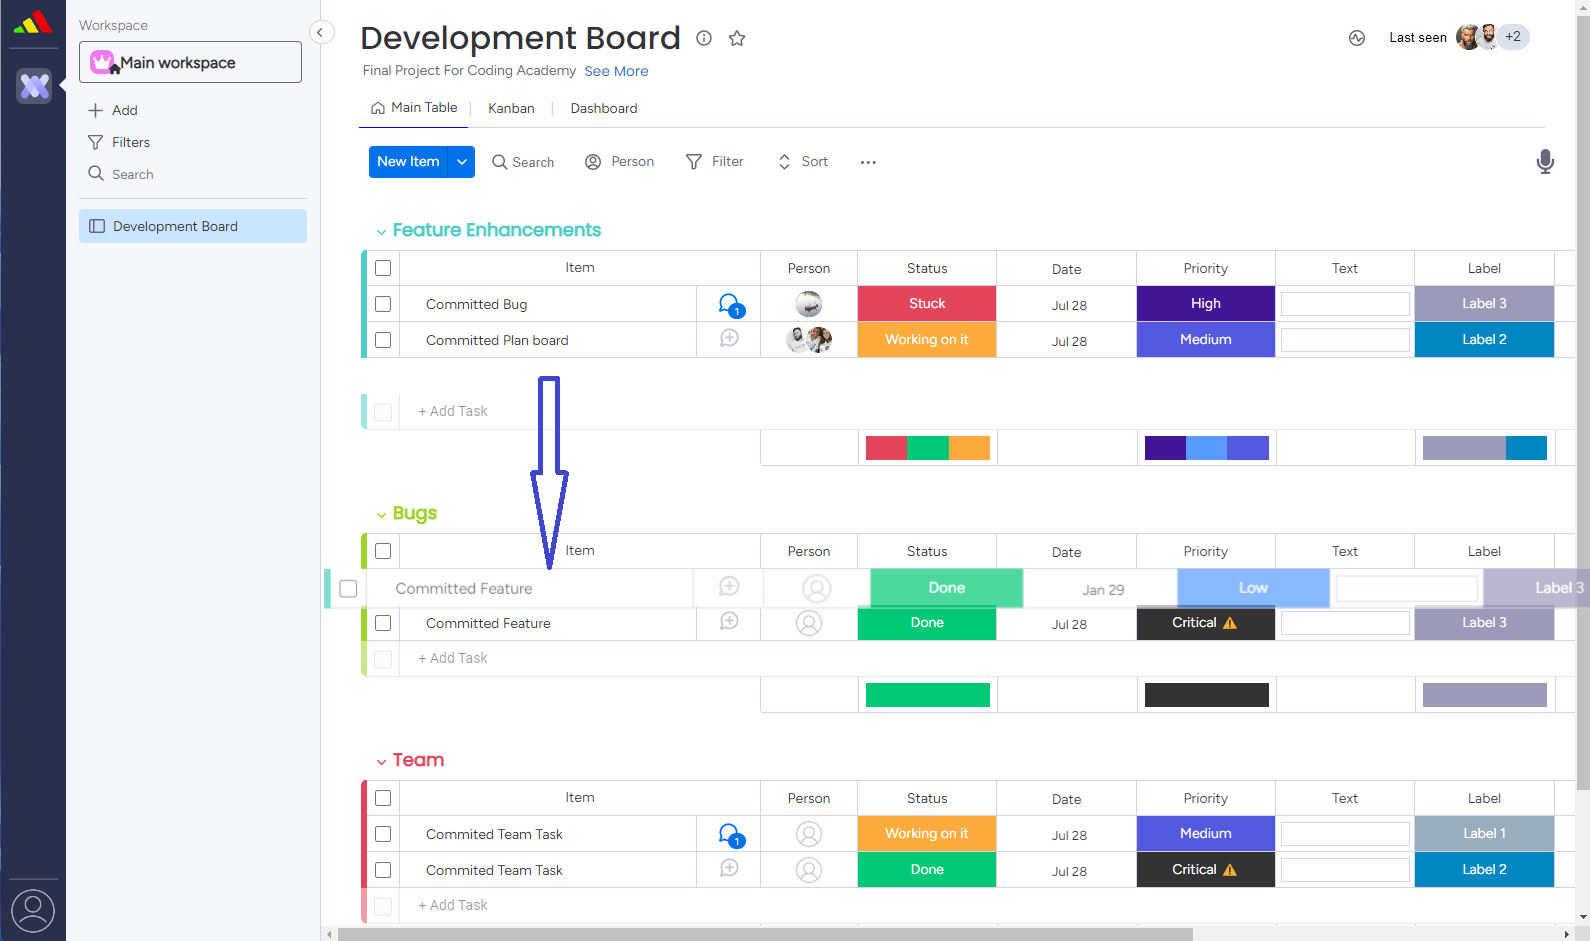 Workspace
Main workspace
Add
Filters
Search
Development Board
Development Board
Last seen
+2
Final Project For Coding Academy See More
Main Table Kanban Dashboard
New Item Search Person Filter Sort
Feature Enhancements
Item Person Status Date Priority Text Label
Committed Bug 1 Stuck Jul 28 High Label 3
Committed Plan board Working on it Jul 28 Medium Label 2
+ Add Task
Bugs
Item Person Status Date Priority Text Label
Committed Feature Done Jan 29 Low Label 3
Committed Feature Done Jul 28 Critical Label 3
+ Add Task
Team
Item Person Status Date Priority Text Label
Commited Team Task 1 Working on it Jul 28 Medium Label 1
Commited Team Task Done Jul 28 Critical Label 2
+ Add Task